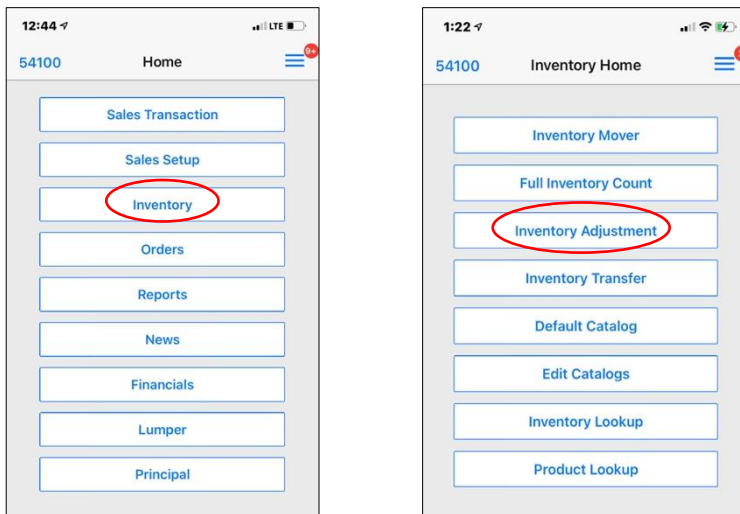 12:44
LTE
54100
Home
9+
Sales Transaction
Sales Setup
Inventory
Orders
Reports
News
Financials
Lumper
Principal
1:22
54100
Inventory Home
Inventory Mover
Full Inventory Count
Inventory Adjustment
Inventory Transfer
Default Catalog
Edit Catalogs
Inventory Lookup
Product Lookup